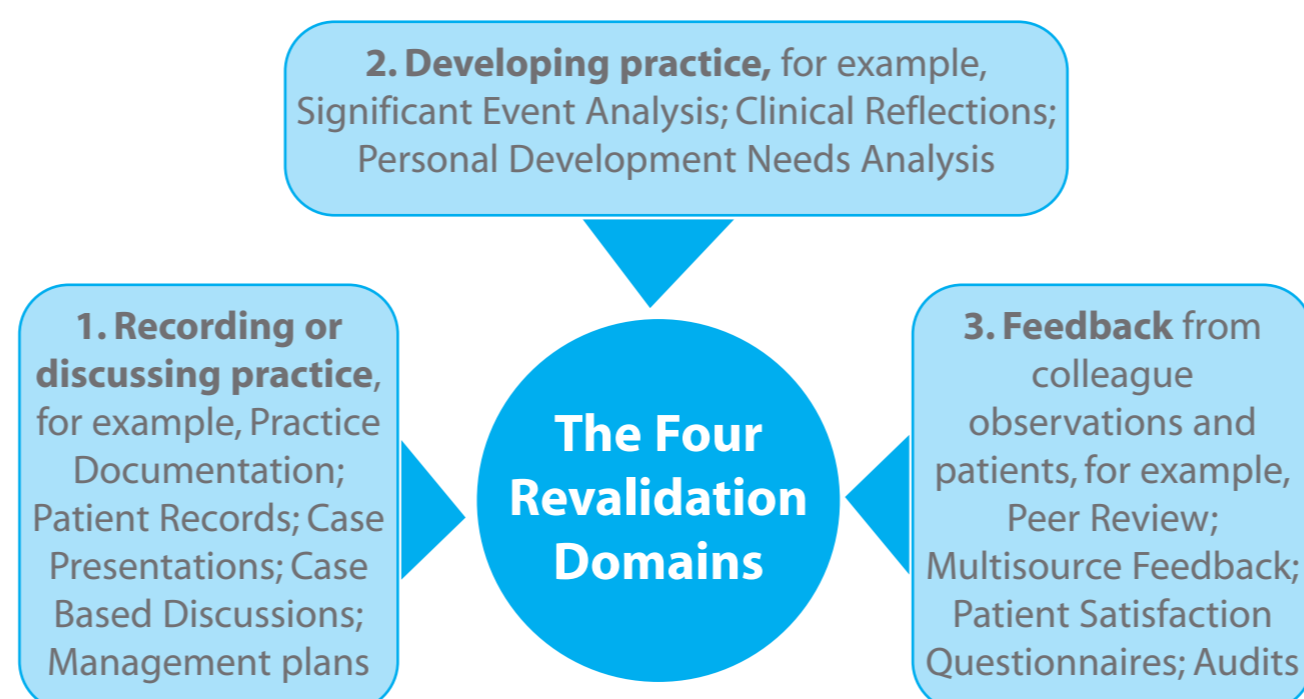 2. Developing practice, for example,
Significant Event Analysis; Clinical Reflections;
Personal Development Needs Analysis
1. Recording or
discussing practice,
for example, Practice
Documentation;
Patient Records; Case
Presentations; Case
Based Discussions;
Management plans
The Four
Revalidation
Domains
3. Feedback from
colleague
observations and
patients, for example,
Peer Review;
Multisource Feedback;
Patient Satisfaction
Questionnaires; Audits